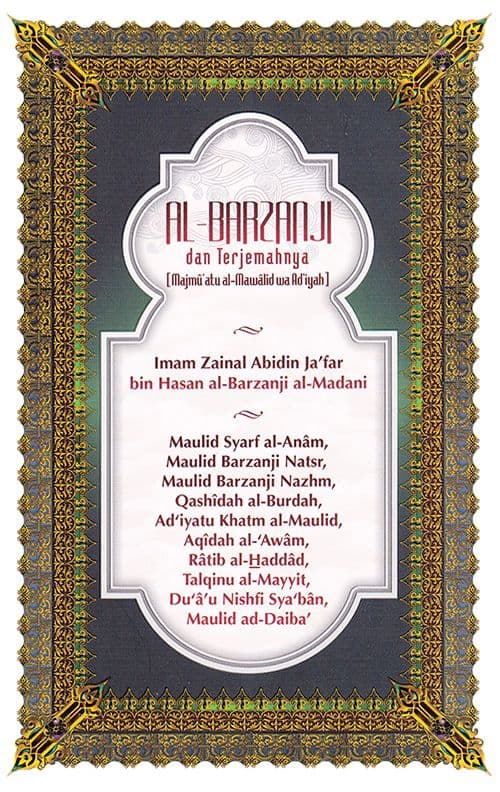 AL-BARZANJI
dan Terjemahnya
[Majmû'atu al-Mawâlid wa Ad'iyah]
Imam Zainal Abidin Ja'far
bin Hasan al-Barzanji al-Madani
Maulid Syarf al-Anâm,
Maulid Barzanji Natsr,
Maulid Barzanji Nazhm,
Qashîdah al-Burdah,
Ad'iyatu Khatm al-Maulid,
Aqîdah al-'Awâm,
Râtib al-H̲addâd,
Talqinu al-Mayyit,
Du'â'u Nishfi Sya'bân,
Maulid ad-Daiba'